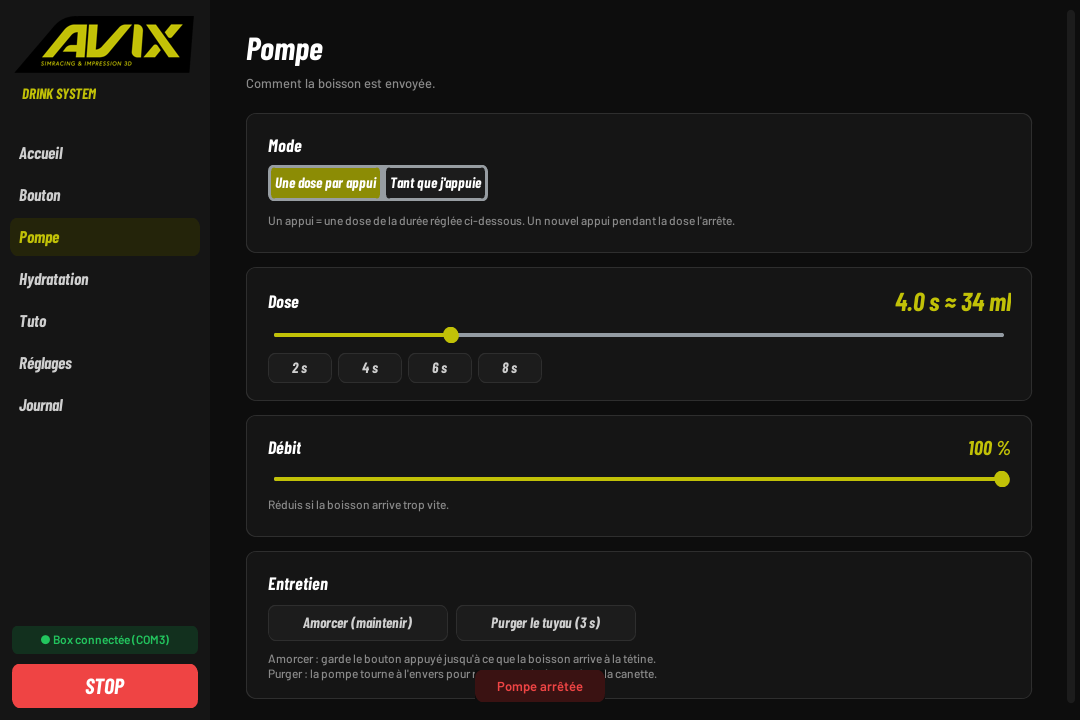 AVIX
SIMRACING & IMPRESSION 3D
DRINK SYSTEM
Accueil
Bouton
Pompe
Hydratation
Tuto
Réglages
Journal
Box connectée (COM3)
STOP
Pompe
Comment la boisson est envoyée.
Mode
Une dose par appui Tant que j'appuie
Un appui = une dose de la durée réglée ci-dessous. Un nouvel appui pendant la dose l'arrête.
Dose 4.0 s ≈ 34 ml
2 s 4 s 6 s 8 s
Débit 100 %
Réduis si la boisson arrive trop vite.
Entretien
Amorcer (maintenir) Purger le tuyau (3 s)
Amorcer : garde le bouton appuyé jusqu'à ce que la boisson arrive à la tétine.
Purger : la pompe tourne à l'envers pour la canette.
Pompe arrêtée